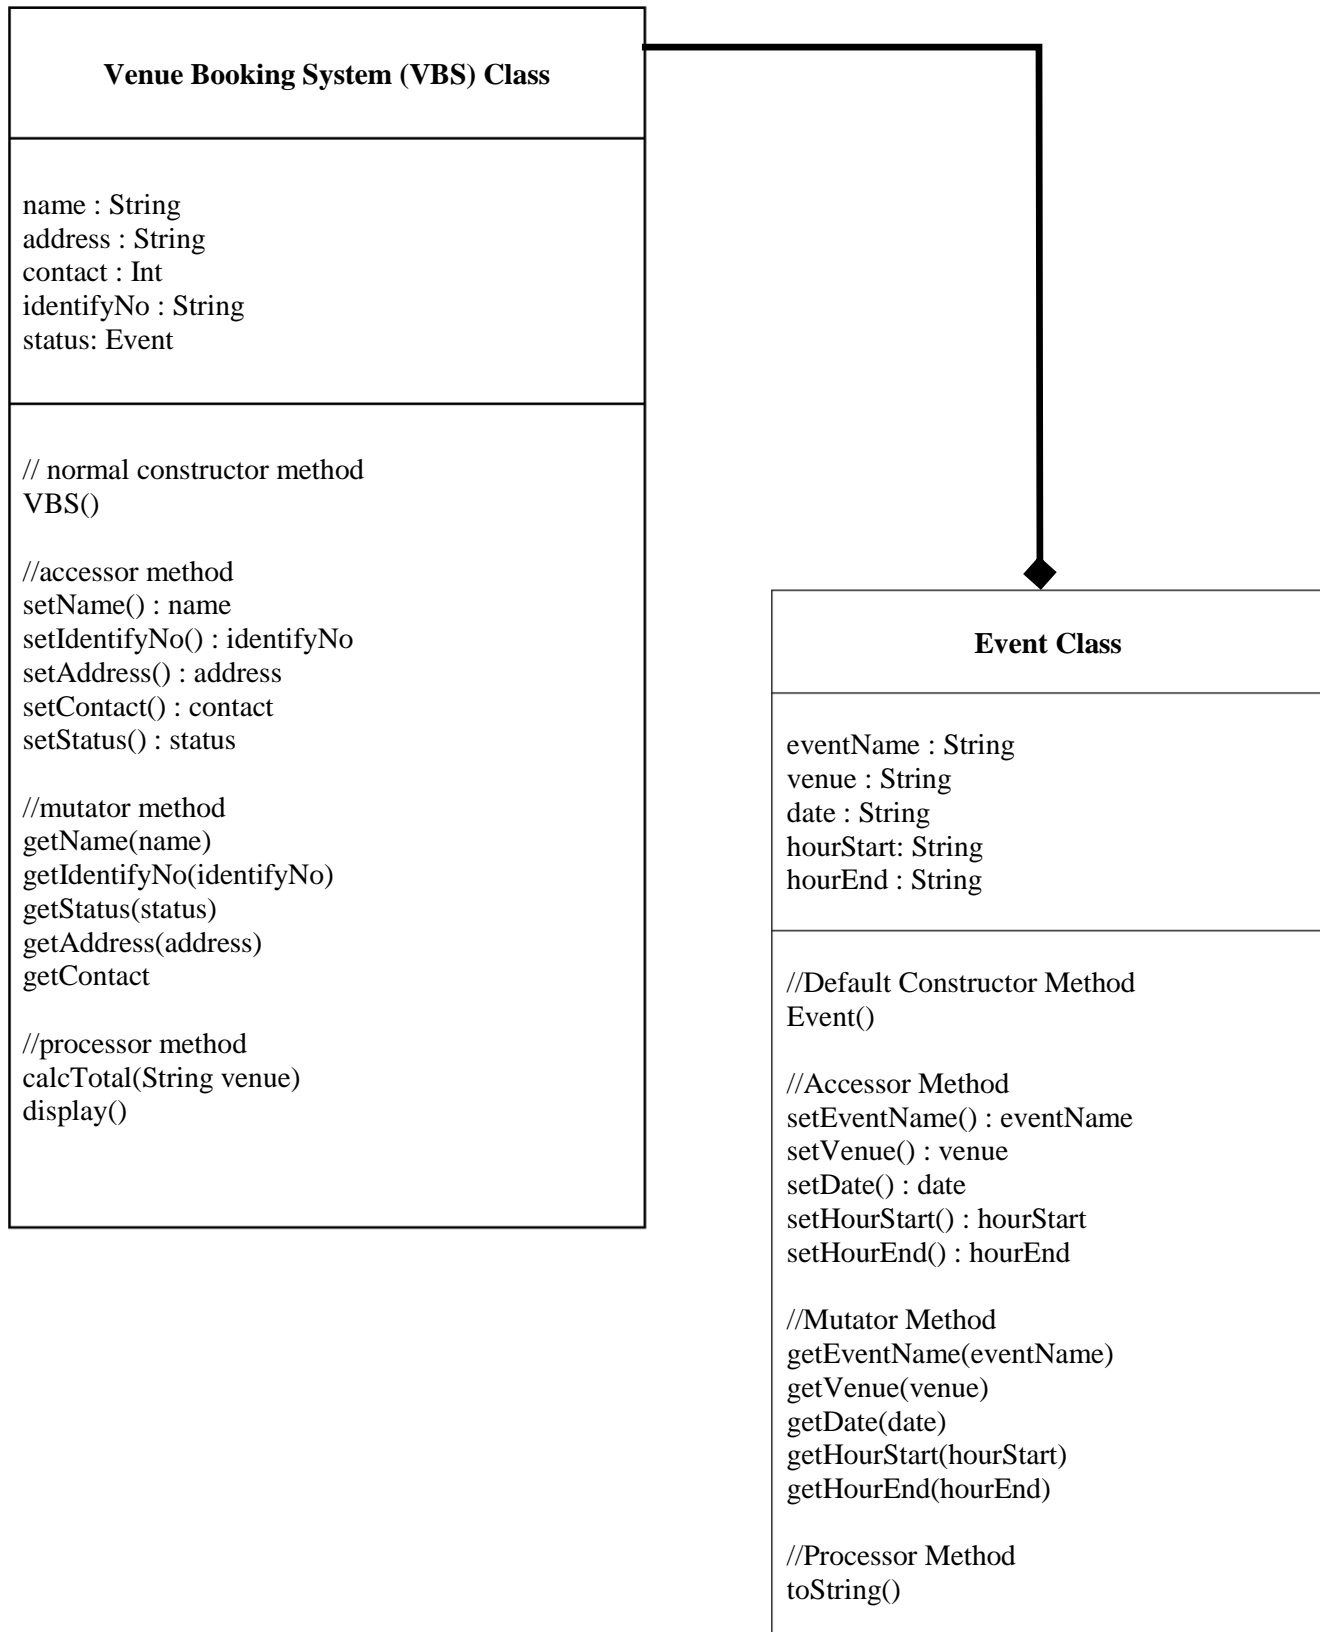 Venue Booking System (VBS) Class
name : String
address : String
contact : Int
identifyNo : String
status: Event
// normal constructor method
VBS()
//accessor method
setName() : name
setIdentifyNo() : identifyNo
setAddress() : address
setContact() : contact
setStatus() : status
//mutator method
getName(name)
getIdentifyNo(identifyNo)
getStatus(status)
getAddress(address)
getContact
//processor method
calcTotal(String venue)
display()
Event Class
eventName : String
venue : String
date : String
hourStart: String
hourEnd : String
//Default Constructor Method
Event()
//Accessor Method
setEventName() : eventName
setVenue() : venue
setDate() : date
setHourStart() : hourStart
setHourEnd() : hourEnd
//Mutator Method
getEventName(eventName)
getVenue(venue)
getDate(date)
getHourStart(hourStart)
getHourEnd(hourEnd)
//Processor Method
toString()